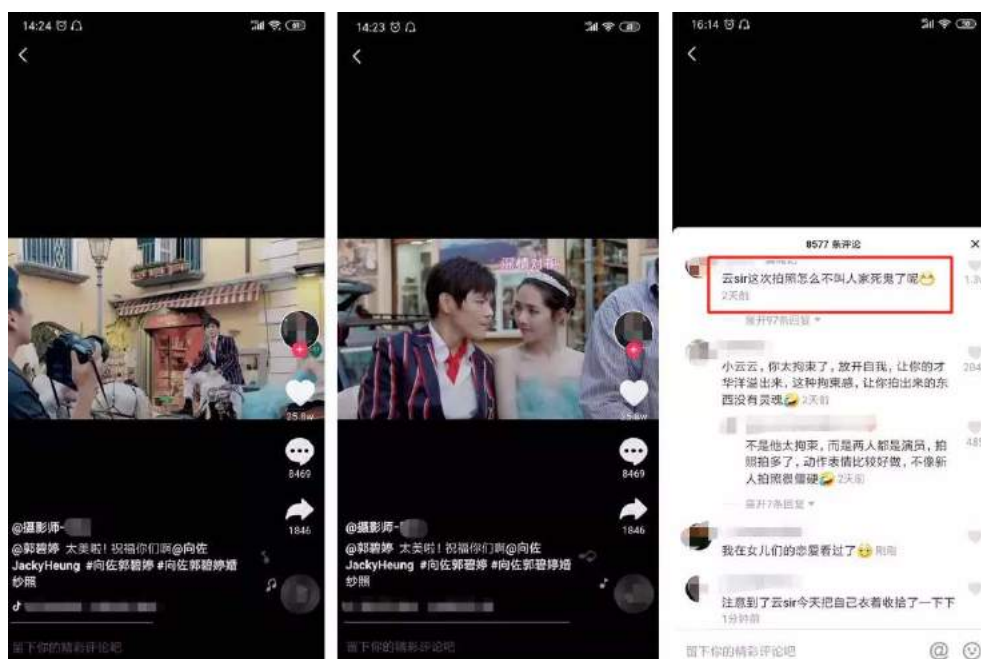 14:24
@摄影师-
@郭碧婷 太美啦！祝福你们啊@向佐
JackyHeung #向佐郭碧婷 #向佐郭碧婷婚
纱照
25.8w
8469
1846
留下你的精彩评论吧
14:23
深情对视
@摄影师-
@郭碧婷 太美啦！祝福你们啊@向佐
JackyHeung #向佐郭碧婷 #向佐郭碧婷婚
纱照
25.8w
8469
1846
留下你的精彩评论吧
16:14
8577 条评论
云sir这次拍照怎么不叫人家死鬼了呢
2天前
展开97条回复
小云云，你太拘束了，放开自我，让你的才
华洋溢出来，这种拘束感，让你拍出来的东
西没有灵魂 2天前
不是他太拘束，而是两人都是演员，拍
照拍多了，动作表情比较好做，不像新
人拍照很僵硬 2天前
展开7条回复
我在女儿们的恋爱看过了 刚刚
注意到了云sir今天把自己衣着收拾了一下下
1分钟前
留下你的精彩评论吧